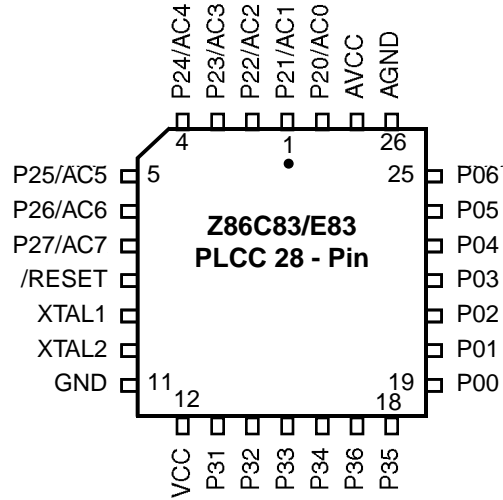 P24/AC4
P23/AC3
P22/AC2
P21/AC1
P20/AC0
AVCC
AGND
4
1
26
P25/AC5
5
25
P06
P26/AC6
P05
P27/AC7
Z86C83/E83
PLCC 28 - Pin
P04
/RESET
P03
XTAL1
P02
XTAL2
P01
GND
11
19
P00
12
18
VCC
P31
P32
P33
P34
P36
P35